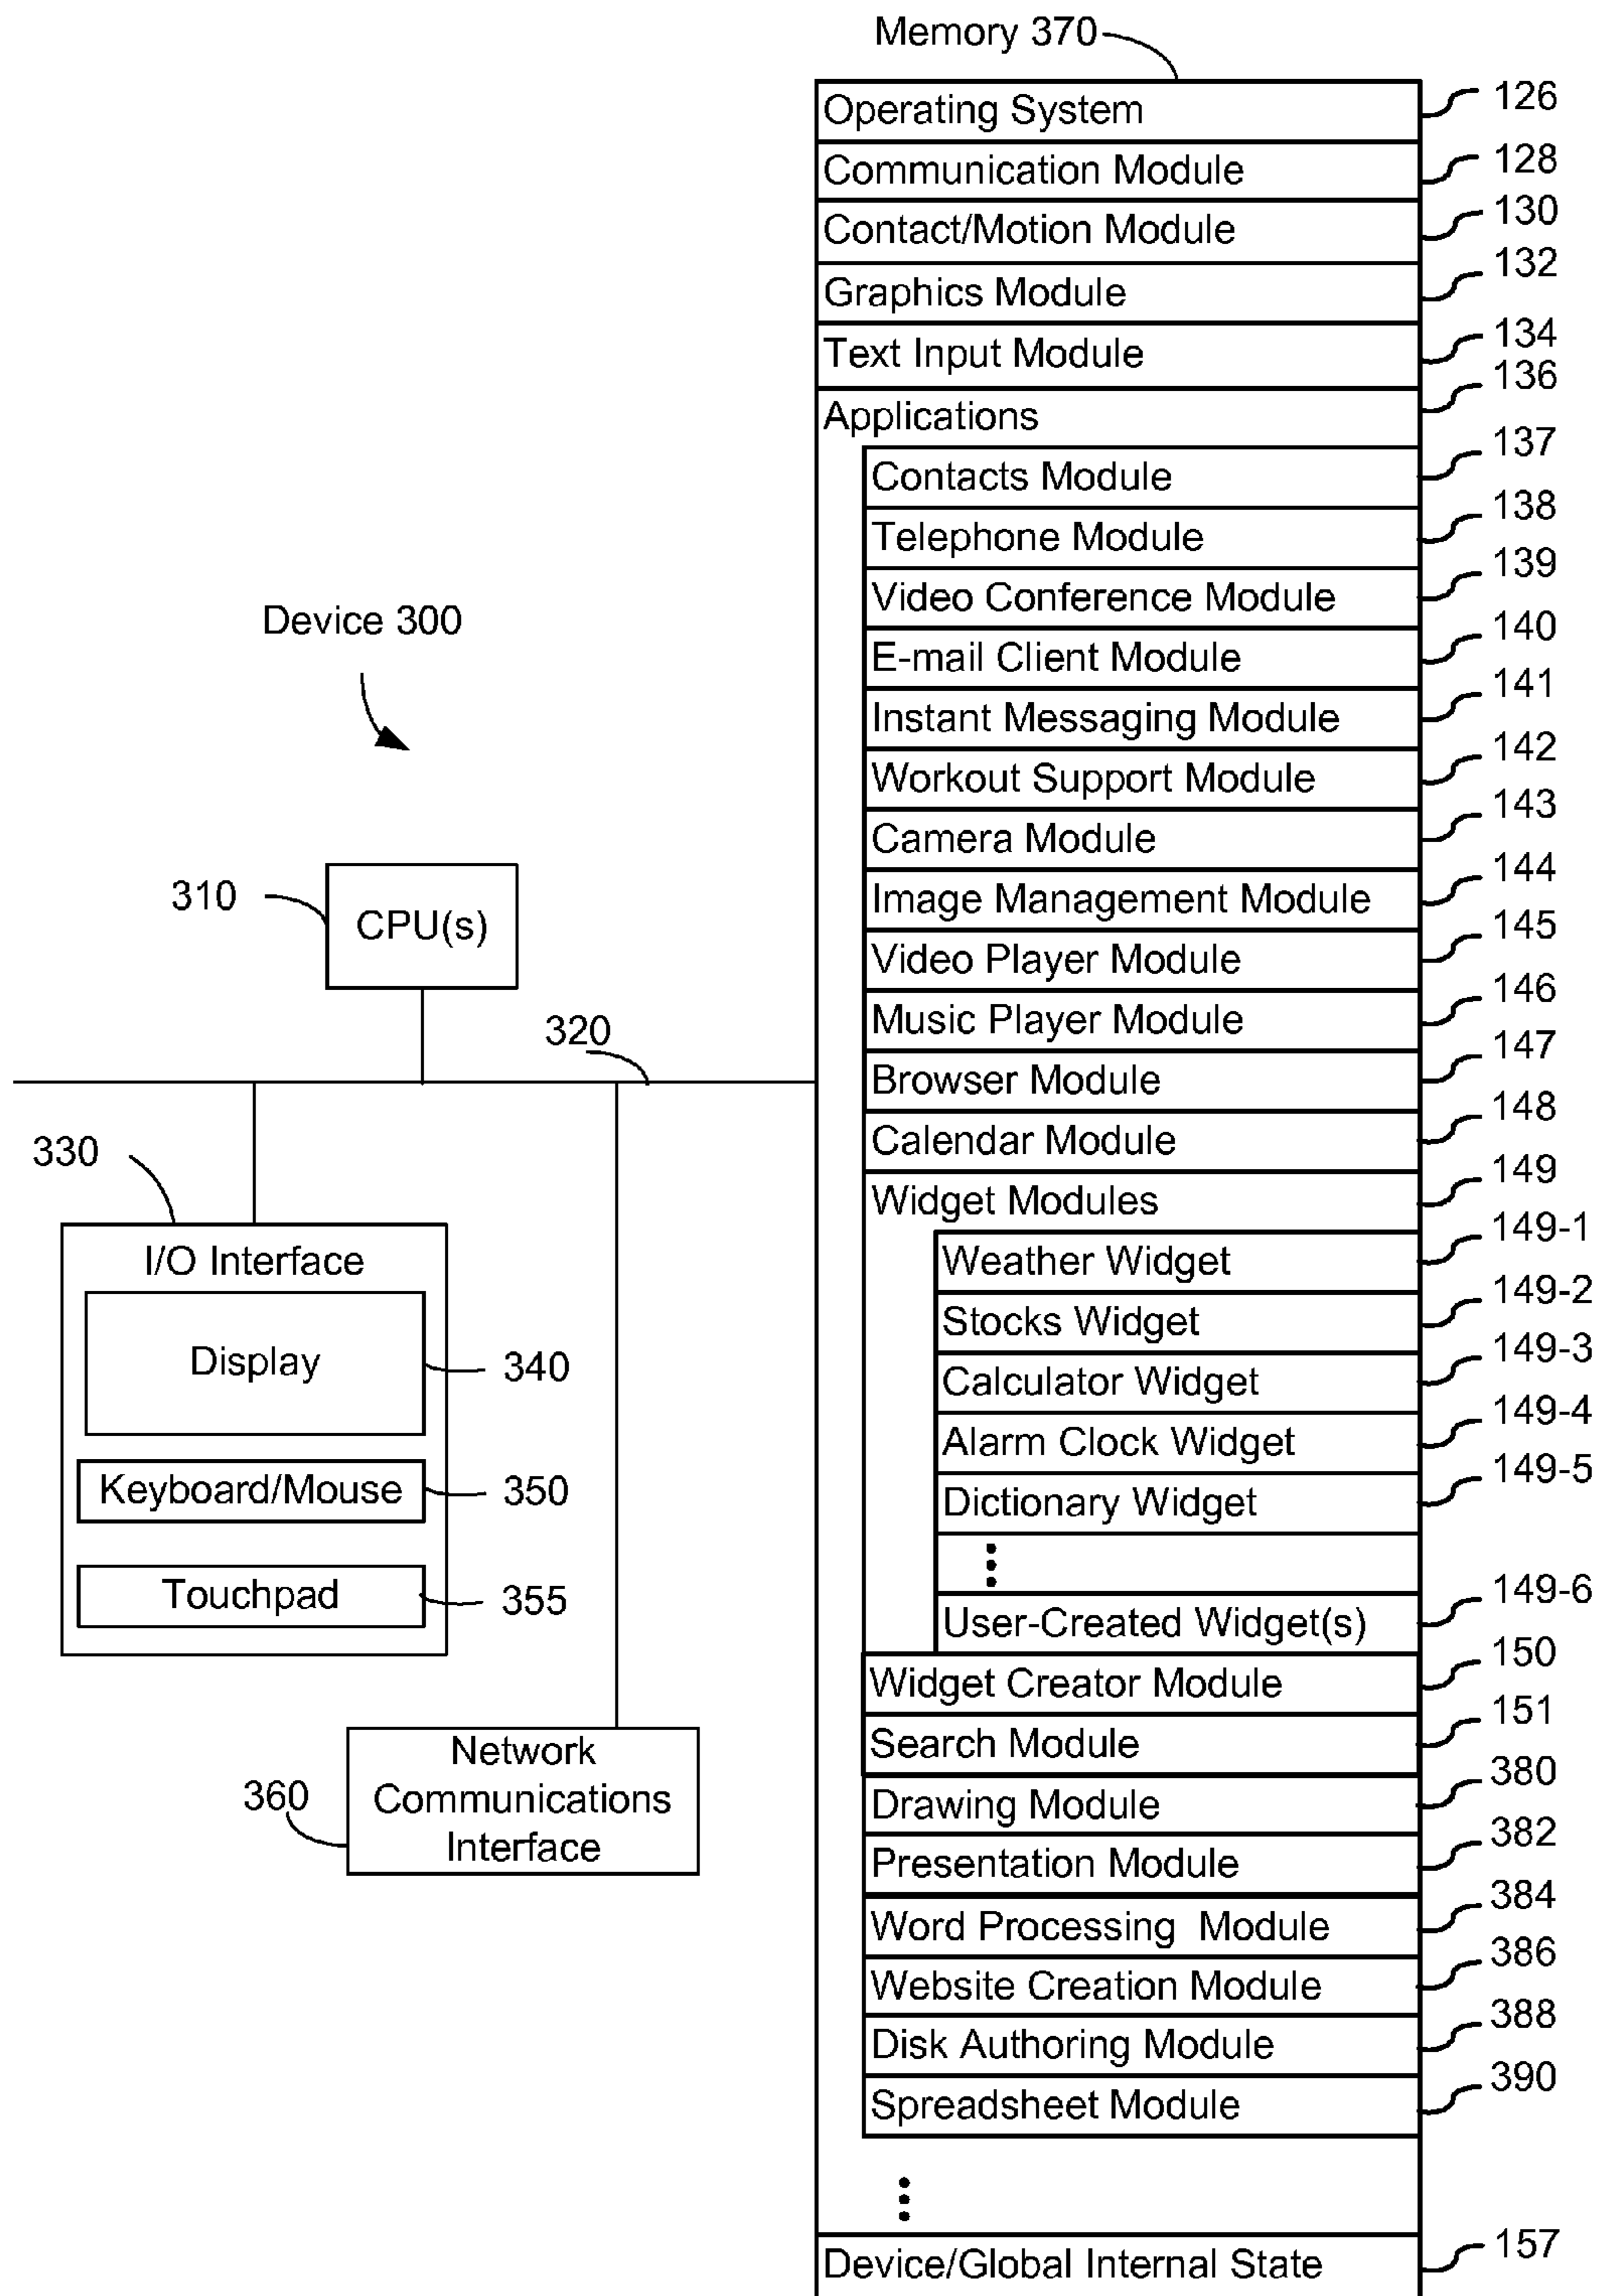 Memory 370
Operating System 126
Communication Module 128
Contact/Motion Module 130
Graphics Module 132
Text Input Module 134
Applications 136
Contacts Module 137
Telephone Module 138
Video Conference Module 139
E-mail Client Module 140
Instant Messaging Module 141
Workout Support Module 142
Camera Module 143
Image Management Module 144
Video Player Module 145
Music Player Module 146
Browser Module 147
Calendar Module 148
Widget Modules 149
Weather Widget 149-1
Stocks Widget 149-2
Calculator Widget 149-3
Alarm Clock Widget 149-4
Dictionary Widget 149-5
User-Created Widget(s) 149-6
Widget Creator Module 150
Search Module 151
Drawing Module 380
Presentation Module 382
Word Processing Module 384
Website Creation Module 386
Disk Authoring Module 388
Spreadsheet Module 390
Device/Global Internal State 157
Device 300
310
CPU(s)
320
330
I/O Interface
Display 340
Keyboard/Mouse 350
Touchpad 355
360
Network
Communications
Interface